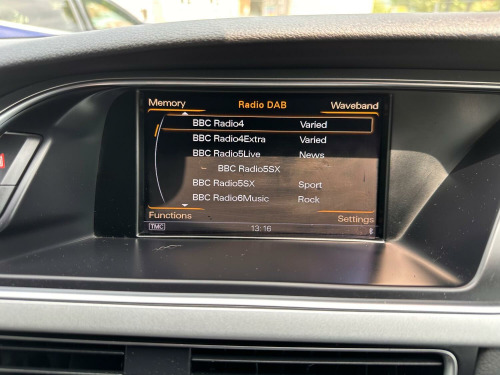 Memory Radio DAB Waveband
BBC Radio4 Varied
BBC Radio4Extra Varied
BBC Radio5Live News
– BBC Radio5SX
BBC Radio5SX Sport
BBC Radio6Music Rock
Functions Settings
TMC 13:16